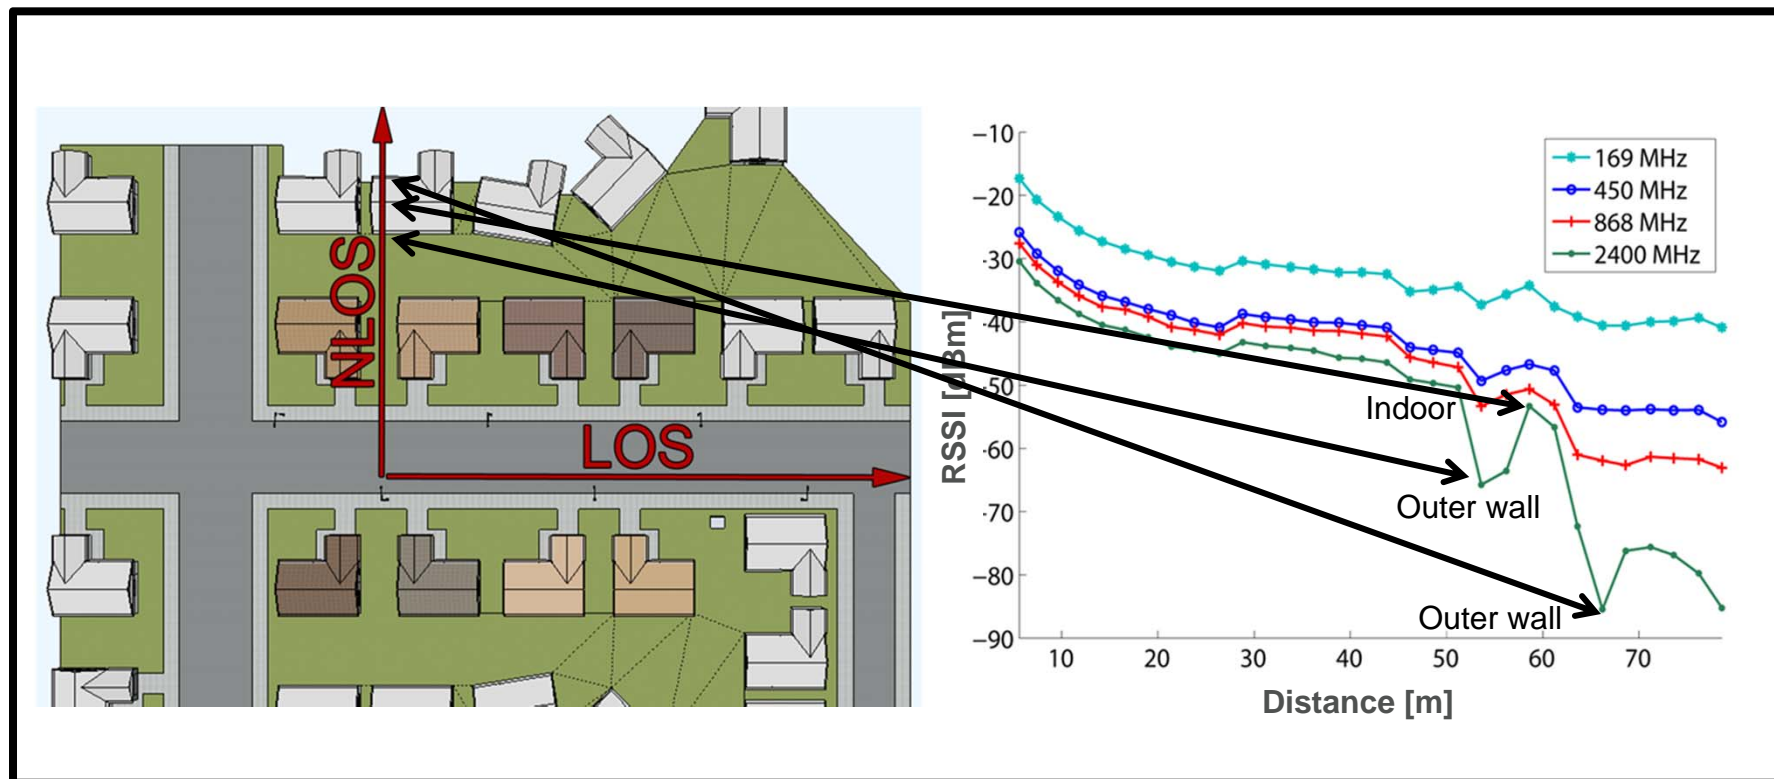 NLOS
LOS
−10
−20
-30
-40
-50
-60
-70
−80
−90
RSSI [dBm]
169 MHz
450 MHz
868 MHz
2400 MHz
Indoor
Outer wall
Outer wall
10 20 30 40 50 60 70
Distance [m]